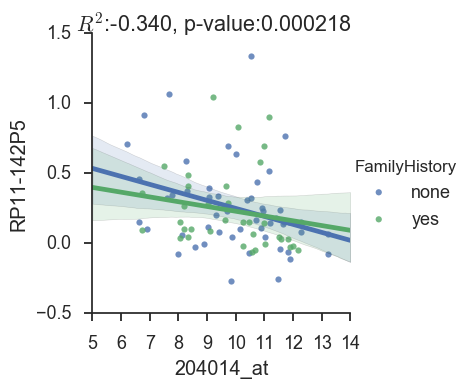 R²:-0.340, p-value:0.000218
1.5
1.0
0.5
0.0
−0.5
RP11-142P5
5 6 7 8 9 10 11 12 13 14
204014_at
FamilyHistory
none
yes